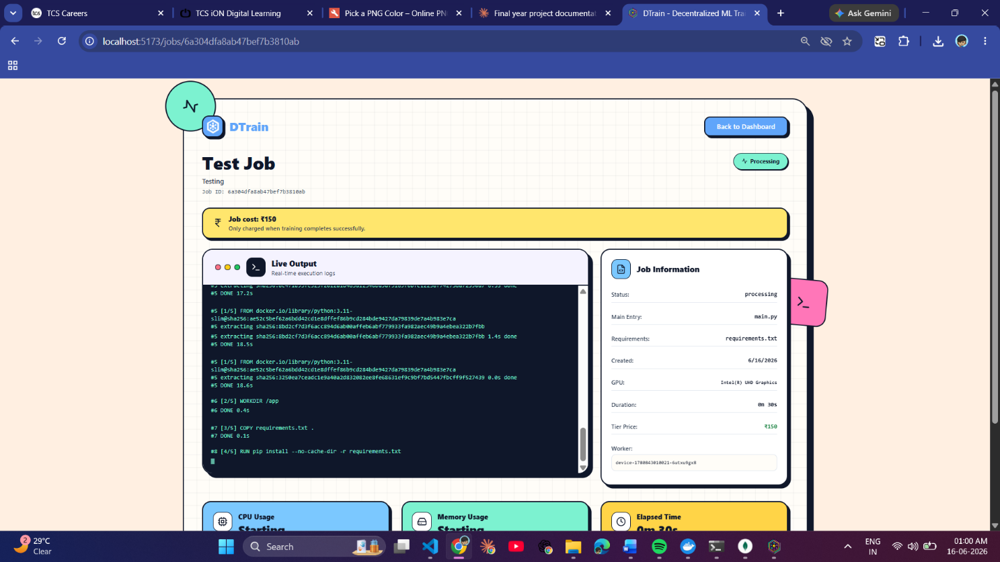 TCS Careers
TCS iON Digital Learning
Pick a PNG Color – Online PN
Final year project documentat
DTrain - Decentralized ML Trai
Ask Gemini
localhost:5173/jobs/6a304dfa8ab47bef7b3810ab
DTrain
Back to Dashboard
Test Job
Processing
Testing
Job ID: 6a304dfa8ab47bef7b3810ab
₹ Job cost: ₹150
Only charged when training completes successfully.
Live Output
Real-time execution logs
#5 DONE 17.2s
#5 [1/5] FROM docker.io/library/python:3.11-
slim@sha256:ae52c5bef62a6bdd42cd1e8dffef86b9cd284bde9427da79839de7a4b983e7ca
#5 extracting sha256:8bd2cf7d3f6acc894d6ab00affeb6abf779933fa982aec49b9a4ebea322b7fbb
#5 extracting sha256:8bd2cf7d3f6acc894d6ab00affeb6abf779933fa982aec49b9a4ebea322b7fbb 1.4s done
#5 DONE 18.5s
#5 [1/5] FROM docker.io/library/python:3.11-
slim@sha256:ae52c5bef62a6bdd42cd1e8dffef86b9cd284bde9427da79839de7a4b983e7ca
#5 extracting sha256:3250ea7ceadc1e9a40a2d832082ee8fe68631ef9c9bf7bd5447fbcff9f527439 0.0s done
#5 DONE 18.6s
#6 [2/5] WORKDIR /app
#6 DONE 0.4s
#7 [3/5] COPY requirements.txt .
#7 DONE 0.1s
#8 [4/5] RUN pip install --no-cache-dir -r requirements.txt
Job Information
Status: processing
Main Entry: main.py
Requirements: requirements.txt
Created: 6/16/2026
GPU: Intel(R) UHD Graphics
Duration: 0m 30s
Tier Price: ₹150
Worker:
device-1780843010021-6utxu9gx8
CPU Usage
Starting
Memory Usage
Starting
Elapsed Time
0m 30s
2
29°C
Clear
Search
ENG
IN
01:00 AM
16-06-2026